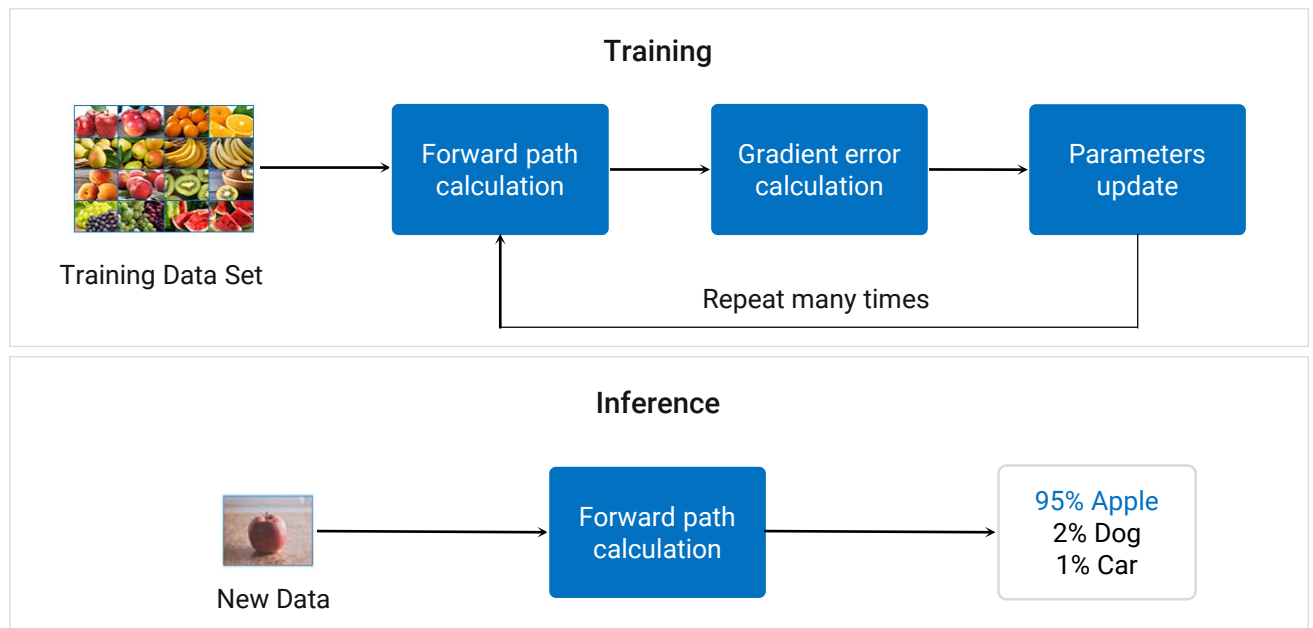 Training
Forward path
calculation
Gradient error
calculation
Parameters
update
Training Data Set
Repeat many times
Inference
Forward path
calculation
95% Apple
2% Dog
1% Car
New Data